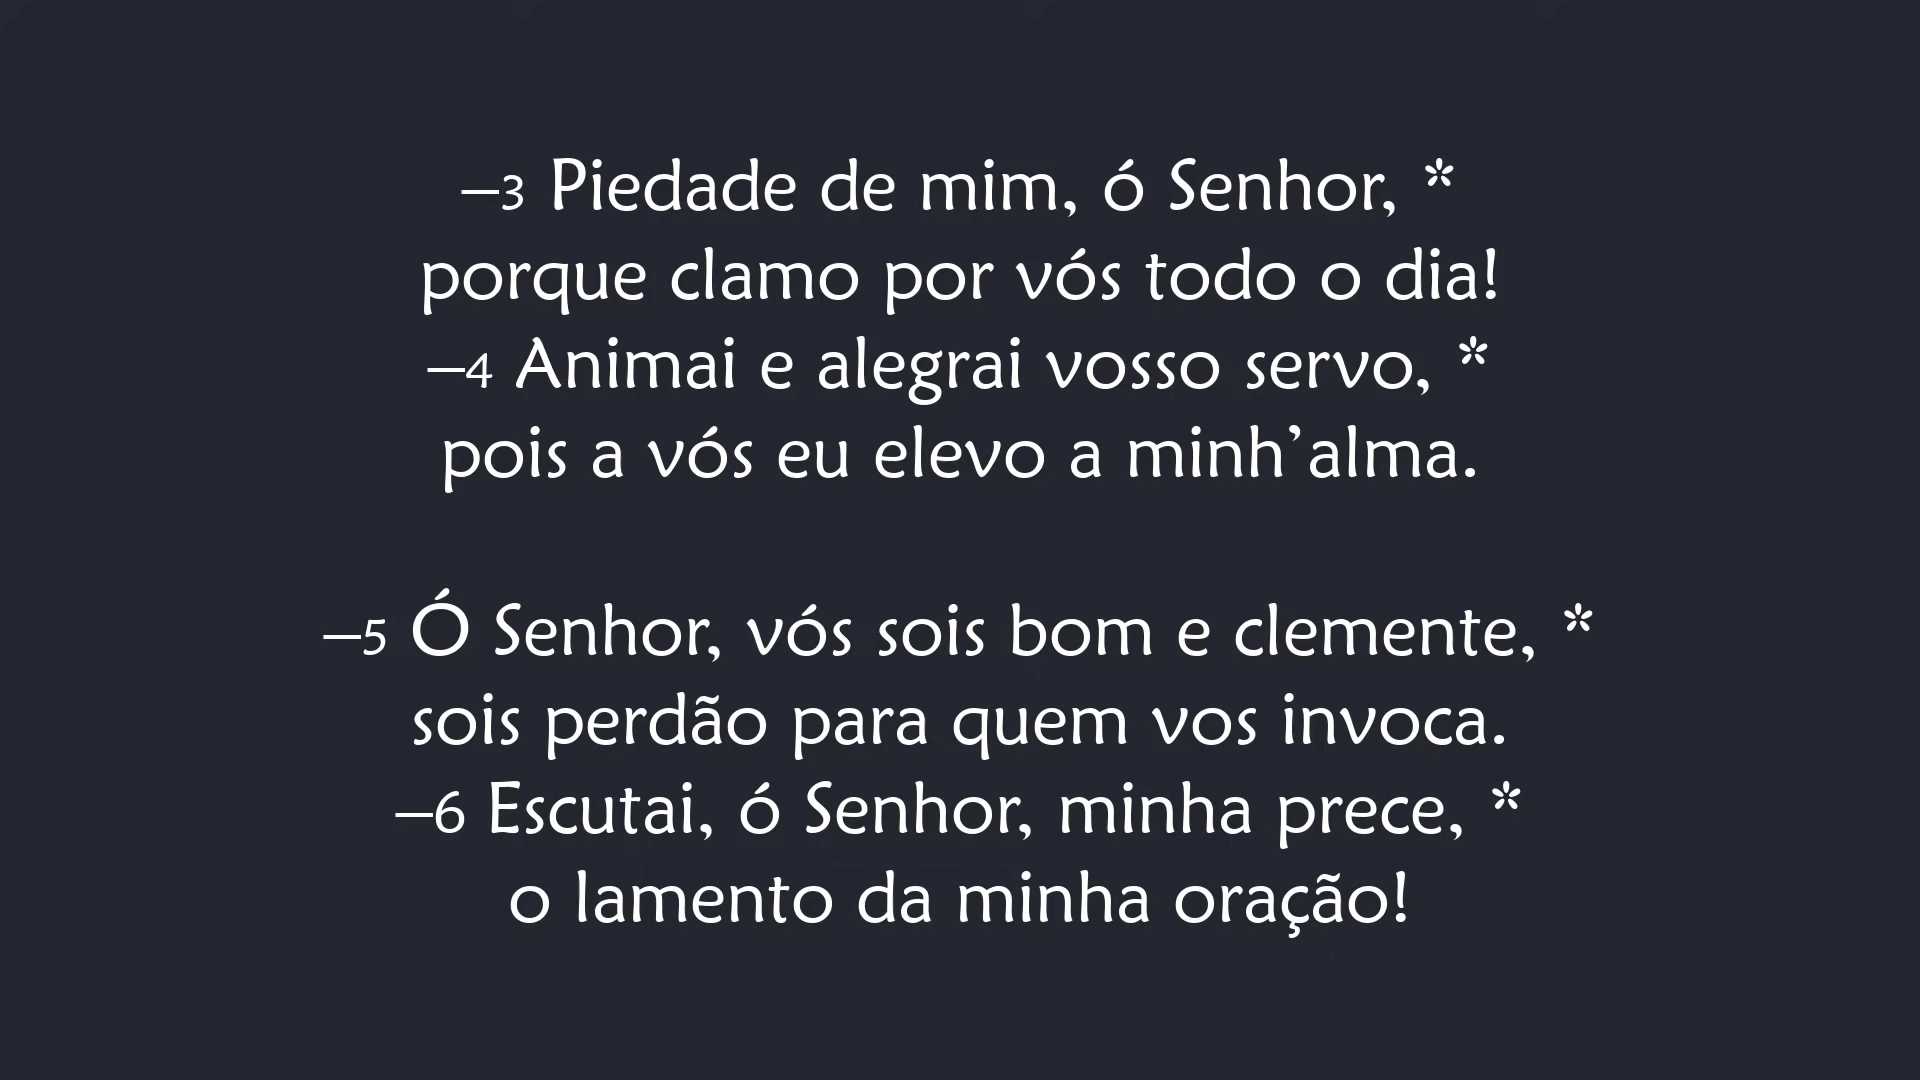 –3 Piedade de mim, ó Senhor, *
porque clamo por vós todo o dia!
–4 Animai e alegrai vosso servo, *
pois a vós eu elevo a minh’alma.
–5 Ó Senhor, vós sois bom e clemente, *
sois perdão para quem vos invoca.
–6 Escutai, ó Senhor, minha prece, *
o lamento da minha oração!